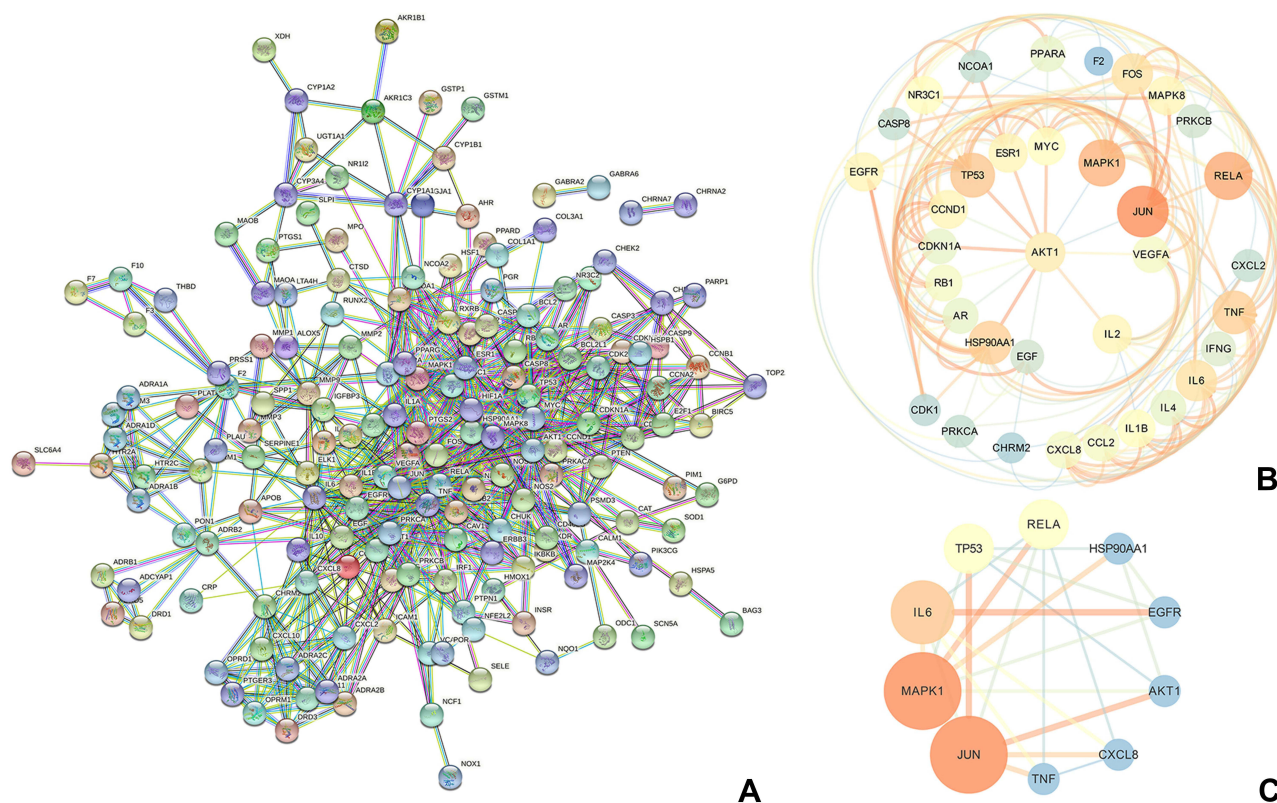 AKR1B1
XDH
CYP1A2
AKR1C3
GSTP1
GSTM1
UGT1A1
CYP1B1
NR1I2
CYP3A4
CYP1A1
GJA1
GABRA2
GABRA6
CHRNA2
CHRNA7
SLPI
AHR
MAOB
MPO
COL3A1
PTGS1
PPARD
COL1A1
HSF1
CHEK2
NCOA2
CTSD
F10
F7
THBD
MAOA
LTA4H
PGR
NR3C2
PARP1
RUNX2
RXRB
BCL2
F3
MMP1
ALOX5
MMP2
AR
CASP3
CASP9
HSPB1
BCL2L1
PPARG
ESR1
CDK2
CCNB1
PRSS1
MAPK1
CASP8
CCNA2
TOP2
F2
MMP9
TP53
ADRA1A
SPP1
IGFBP3
IL1A
HIF1A
MYC
PLAT
M3
MMP3
PTGS2
HSP90AA1
CDKN1A
E2F1
BIRC5
ADRA1D
PLAU
SERPINE1
MAPK8
AKT1
CCND1
FOS
SLC6A4
HTR2A
HTR2C
ELK1
VEGFA
PTEN
JUN
RELA
PRKACA
PIM1
IL6
NOS2
G6PD
ADRA1B
APOB
EGFR
TNF
PSMD3
PON1
ADRB2
EGF
PRKCA
CHUK
CAT
SOD1
IL10
CAV1
KDR
CALM1
ERBB3
IKBKB
PIK3CG
ADRB1
ADCYAP1
CXCL8
PRKCB
IRF1
MAP2K4
HSPA5
CRP
HMOX1
DRD1
PTPN1
INSR
BAG3
ICAM1
NFE2L2
ODC1
SCN5A
CXCL2
CXCL10
NQO1
POR
OPRD1
ADRA2C
SELE
PTGER3
ADRA2A
ADRA2B
OPRM1
NCF1
DRD3
NOX1
A
PPARA
F2
NCOA1
FOS
NR3C1
MAPK8
CASP8
PRKCB
MYC
ESR1
MAPK1
EGFR
TP53
RELA
CCND1
JUN
CDKN1A
AKT1
VEGFA
CXCL2
RB1
AR
TNF
IL2
HSP90AA1
EGF
IFNG
IL6
CDK1
IL4
PRKCA
IL1B
CHRM2
CCL2
CXCL8
B
RELA
TP53
HSP90AA1
IL6
EGFR
MAPK1
AKT1
JUN
CXCL8
TNF
C